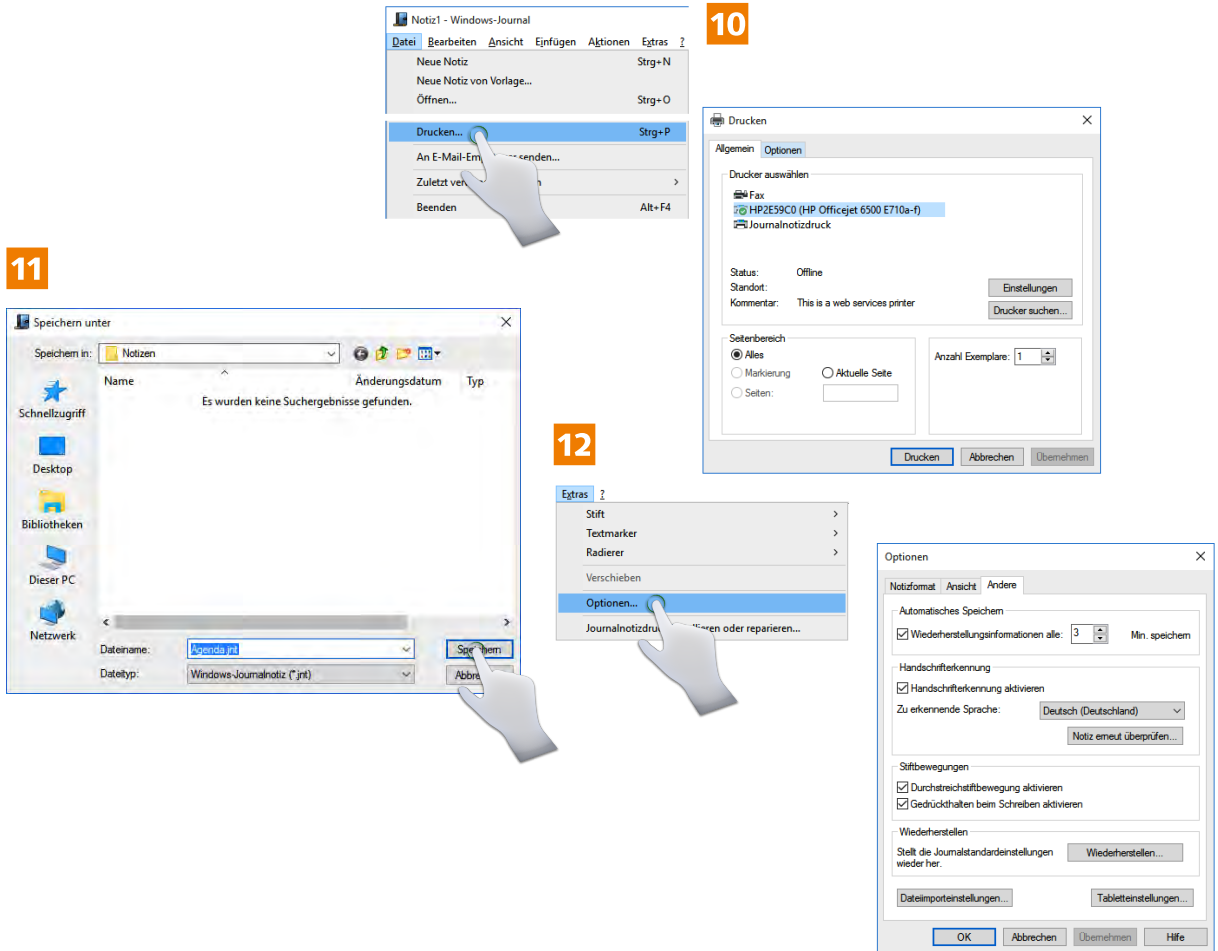 10
Notiz1 - Windows-Journal
Datei Bearbeiten Ansicht Einfügen Aktionen Extras ?
Neue Notiz Strg+N
Neue Notiz von Vorlage...
Öffnen... Strg+O
Drucken... Strg+P
An E-Mail-Em senden...
Zuletzt
Beenden Alt+F4
Drucken
Allgemein Optionen
Drucker auswählen
Fax
HP2E59C0 (HP Officejet 6500 E710a-f)
Journalnotizdruck
Status: Offline
Standort: Einstellungen
Kommentar: This is a web services printer
Drucker suchen...
Seitenbereich
Alles
Anzahl Exemplare: 1
Markierung Aktuelle Seite
Seiten:
Drucken Abbrechen Übernehmen
11
Speichern unter
Speichern in: Notizen
Name Änderungsdatum Typ
Es wurden keine Suchergebnisse gefunden.
Schnellzugriff
Desktop
Bibliotheken
Dieser PC
Netzwerk
Dateiname: Agenda.jnt Speichern
Dateityp: Windows-Journalnotiz (*.jnt) Abbre
12
Extras ?
Stift
Textmarker
Radierer
Verschieben
Optionen...
Journalnotizdru llieren oder reparieren...
Optionen
Notizformat Ansicht Andere
Automatisches Speichern
Wiederherstellungsinformationen alle: 3 Min. speichern
Handschrifterkennung
Handschrifterkennung aktivieren
Zu erkennende Sprache: Deutsch (Deutschland)
Notiz erneut überprüfen...
Stiftbewegungen
Durchstreichstiftbewegung aktivieren
Gedrückthalten beim Schreiben aktivieren
Wiederherstellen
Stellt die Journalstandardeinstellungen wieder her. Wiederherstellen...
Dateiimporteinstellungen... Tabletteinstellungen...
OK Abbrechen Übernehmen Hilfe